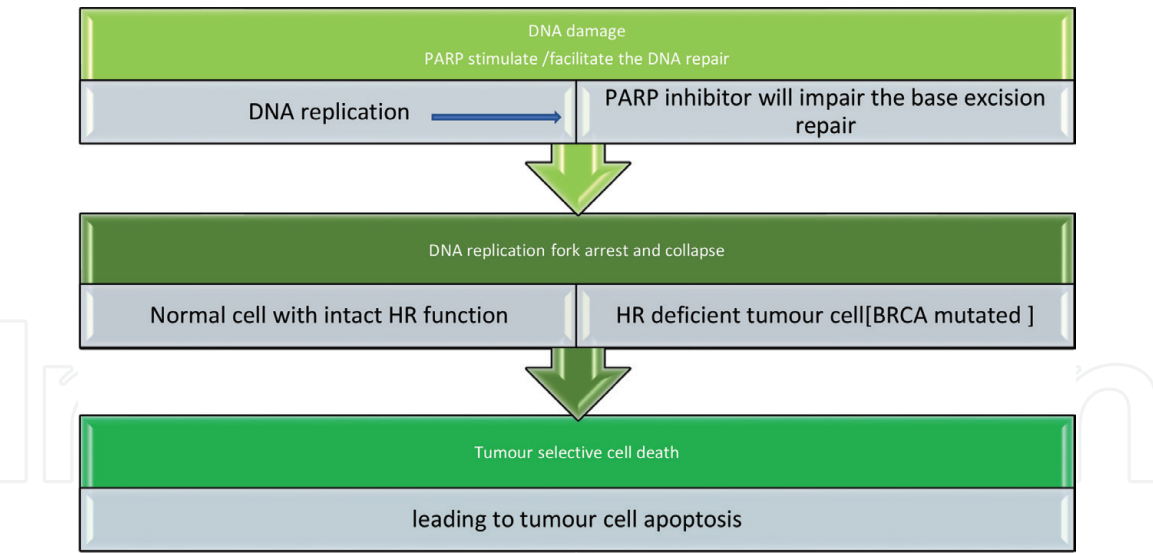 DNA damage
PARP stimulate /facilitate the DNA repair
DNA replication
PARP inhibitor will impair the base excision
repair
DNA replication fork arrest and collapse
Normal cell with intact HR function
HR deficient tumour cell[BRCA mutated ]
Tumour selective cell death
leading to tumour cell apoptosis